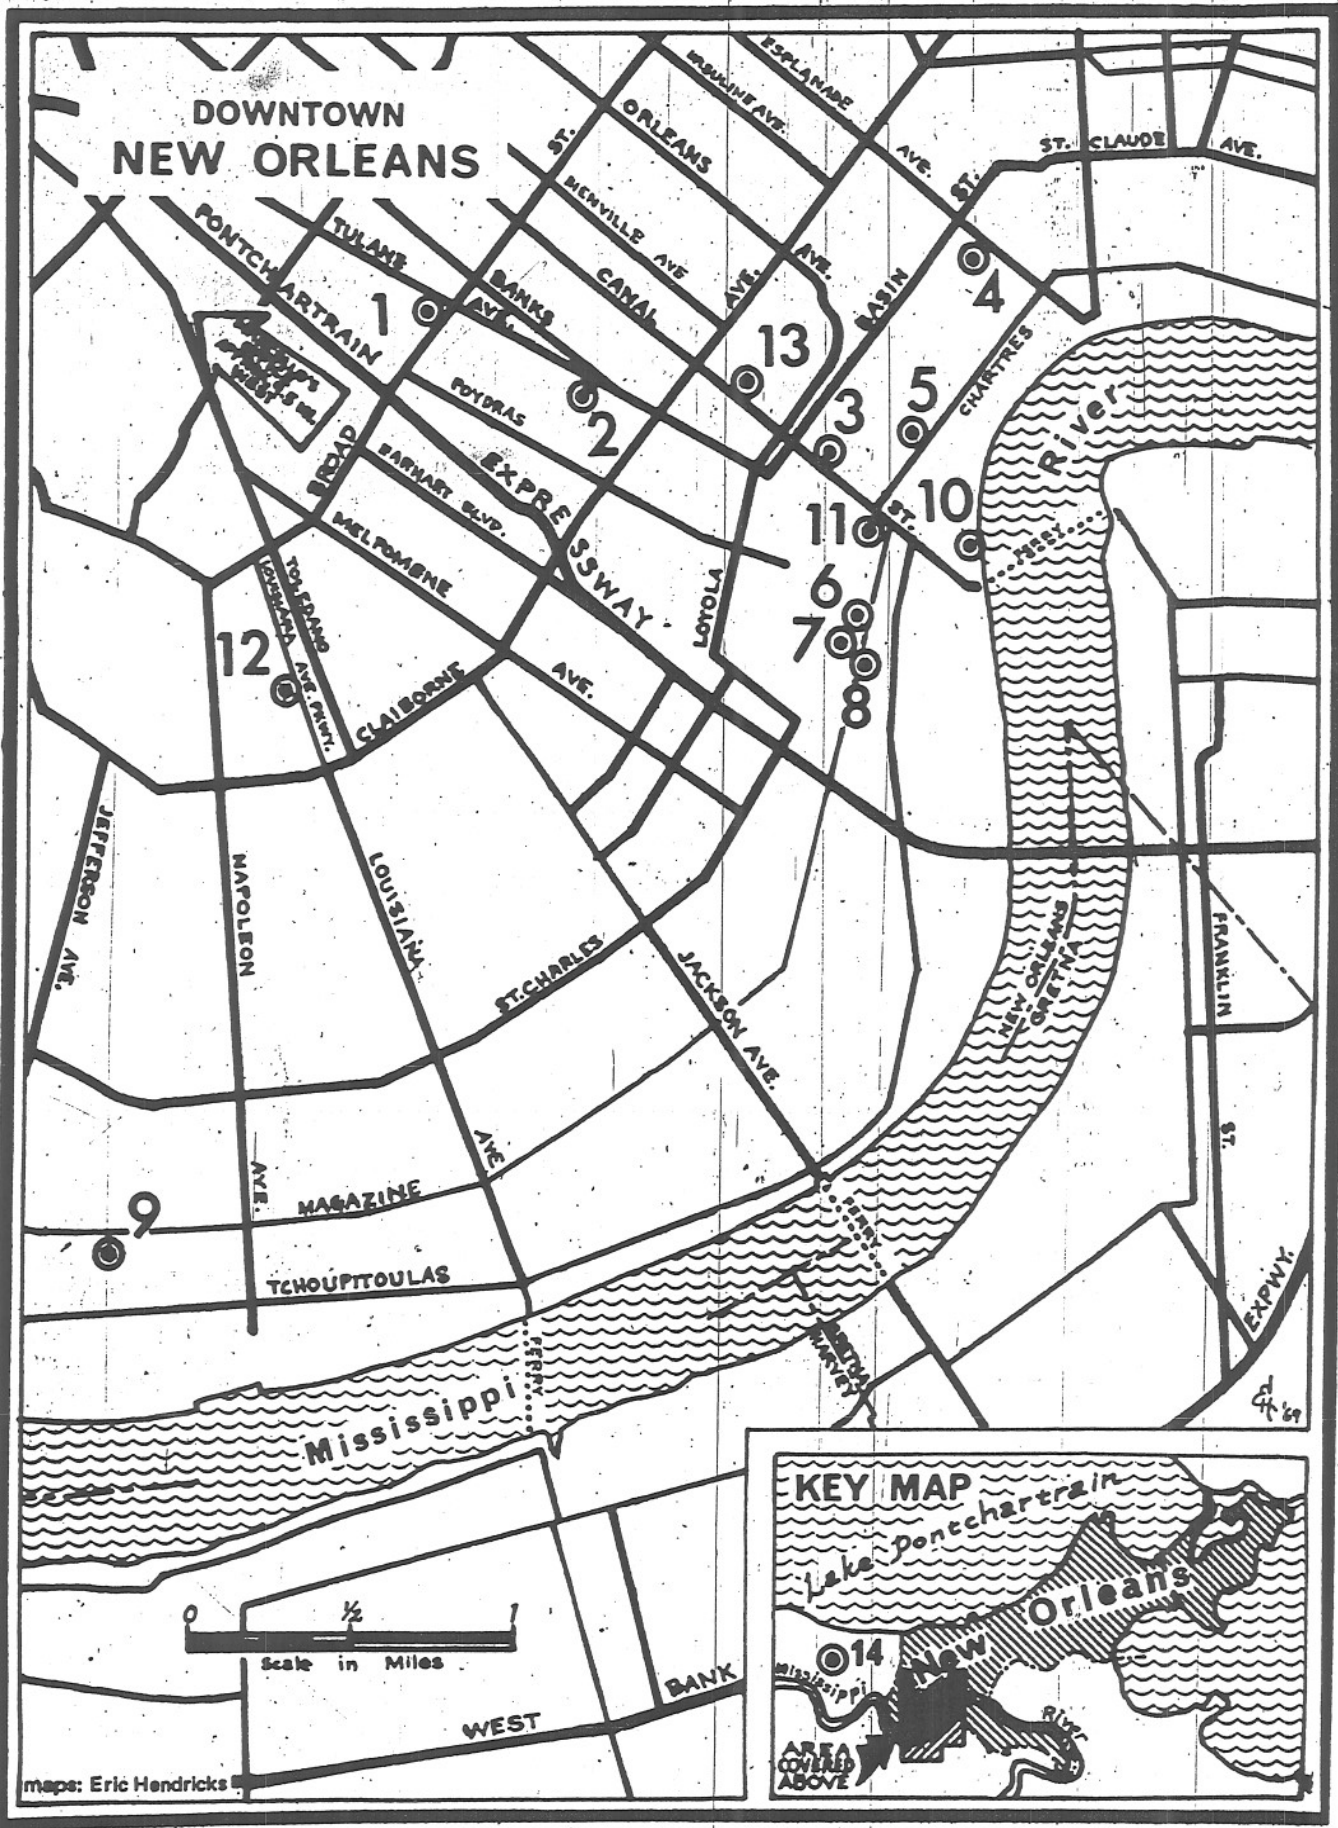 DOWNTOWN
NEW ORLEANS
ESPLANADE
AVE.
URSULINE AVE.
ORLEANS
AVE.
ST.
ST. CLAUDE
AVE.
BIENVILLE AVE
CANAL
ST.
AVE.
BASIN
ST.
PONTCHARTRAIN
EXPRESSWAY
TULANE
AVE.
BANKS
1
2
13
3
5
4
CHARTRES
River
POYDRAS
BROAD
EARHART BLVD.
MELPOMENE
AVE.
11
10
FERRY
6
7
8
LOYOLA
TOLEDANO
LOUISIANA AVE. PKWY.
12
CLAIBORNE
JEFFERSON AVE.
NAPOLEON
AVE.
LOUISIANA
AVE
ST. CHARLES
JACKSON AVE.
NEW ORLEANS
GRETNA
FRANKLIN
ST.
9
MAGAZINE
TCHOUPITOULAS
FERRY
FERRY
GRETNA
HARVEY
EXPWY.
'69
Mississippi
0 ½ 1
Scale in Miles
WEST BANK
maps: Eric Hendricks
KEY MAP
Lake Pontchartrain
New Orleans
14
Mississippi
River
AREA
COVERED
ABOVE